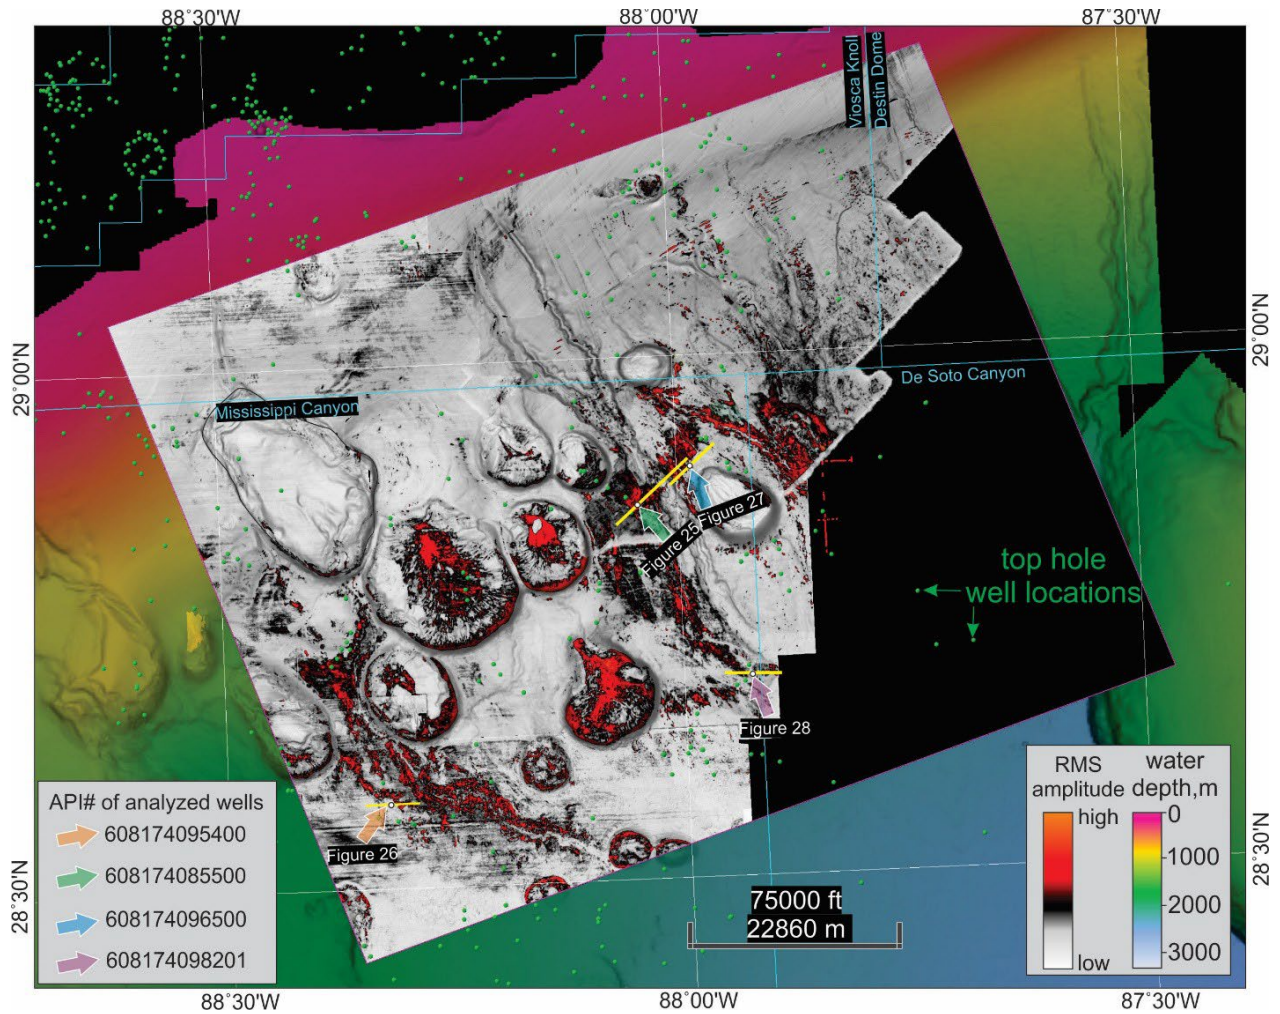 88°30'W
88°00'W
87°30'W
Viosca Knoll
Destin Dome
29°00'N
29°00'N
De Soto Canyon
Mississippi Canyon
Figure 27
Figure 25
top hole
well locations
Figure 28
Figure 26
API# of analyzed wells
608174095400
608174085500
608174096500
608174098201
RMS
amplitude
high
low
water
depth,m
0
1000
2000
3000
75000 ft
22860 m
28°30'N
28°30'N
88°30'W
88°00'W
87°30'W